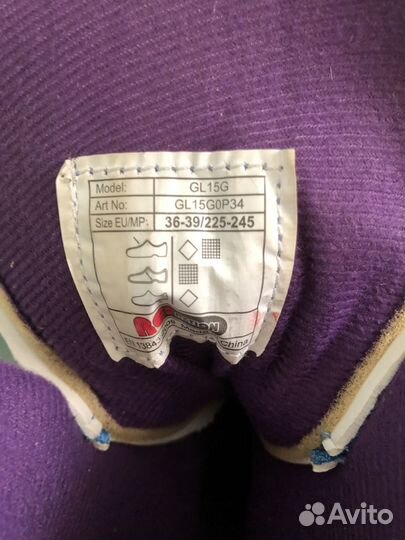 Model: GL15G
Art No: GL15G0P34
Size EU/MP: 36-39/225-245
China
Avito